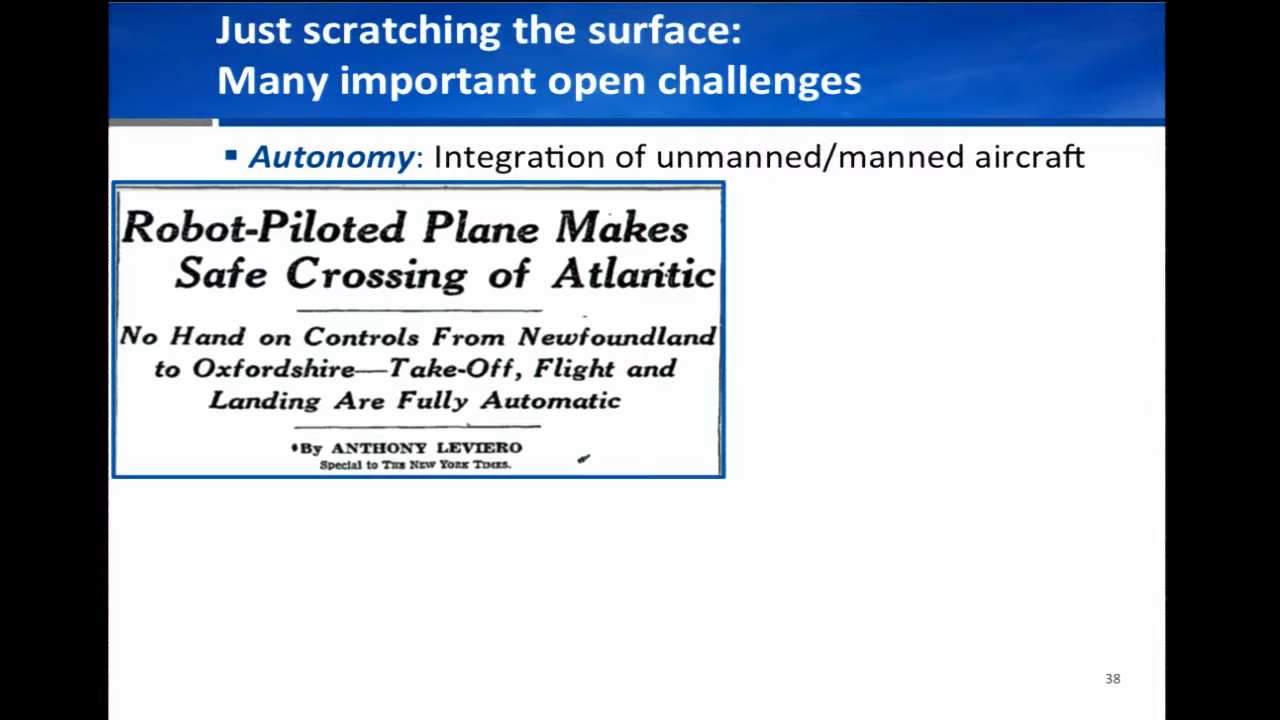 Just scratching the surface:
Many important open challenges
Autonomy: Integration of unmanned/manned aircraft
Robot-Piloted Plane Makes
Safe Crossing of Atlantic
No Hand on Controls From Newfoundland
to Oxfordshire—Take-Off, Flight and
Landing Are Fully Automatic
By ANTHONY LEVIERO
Special to THE NEW YORK TIMES.
38